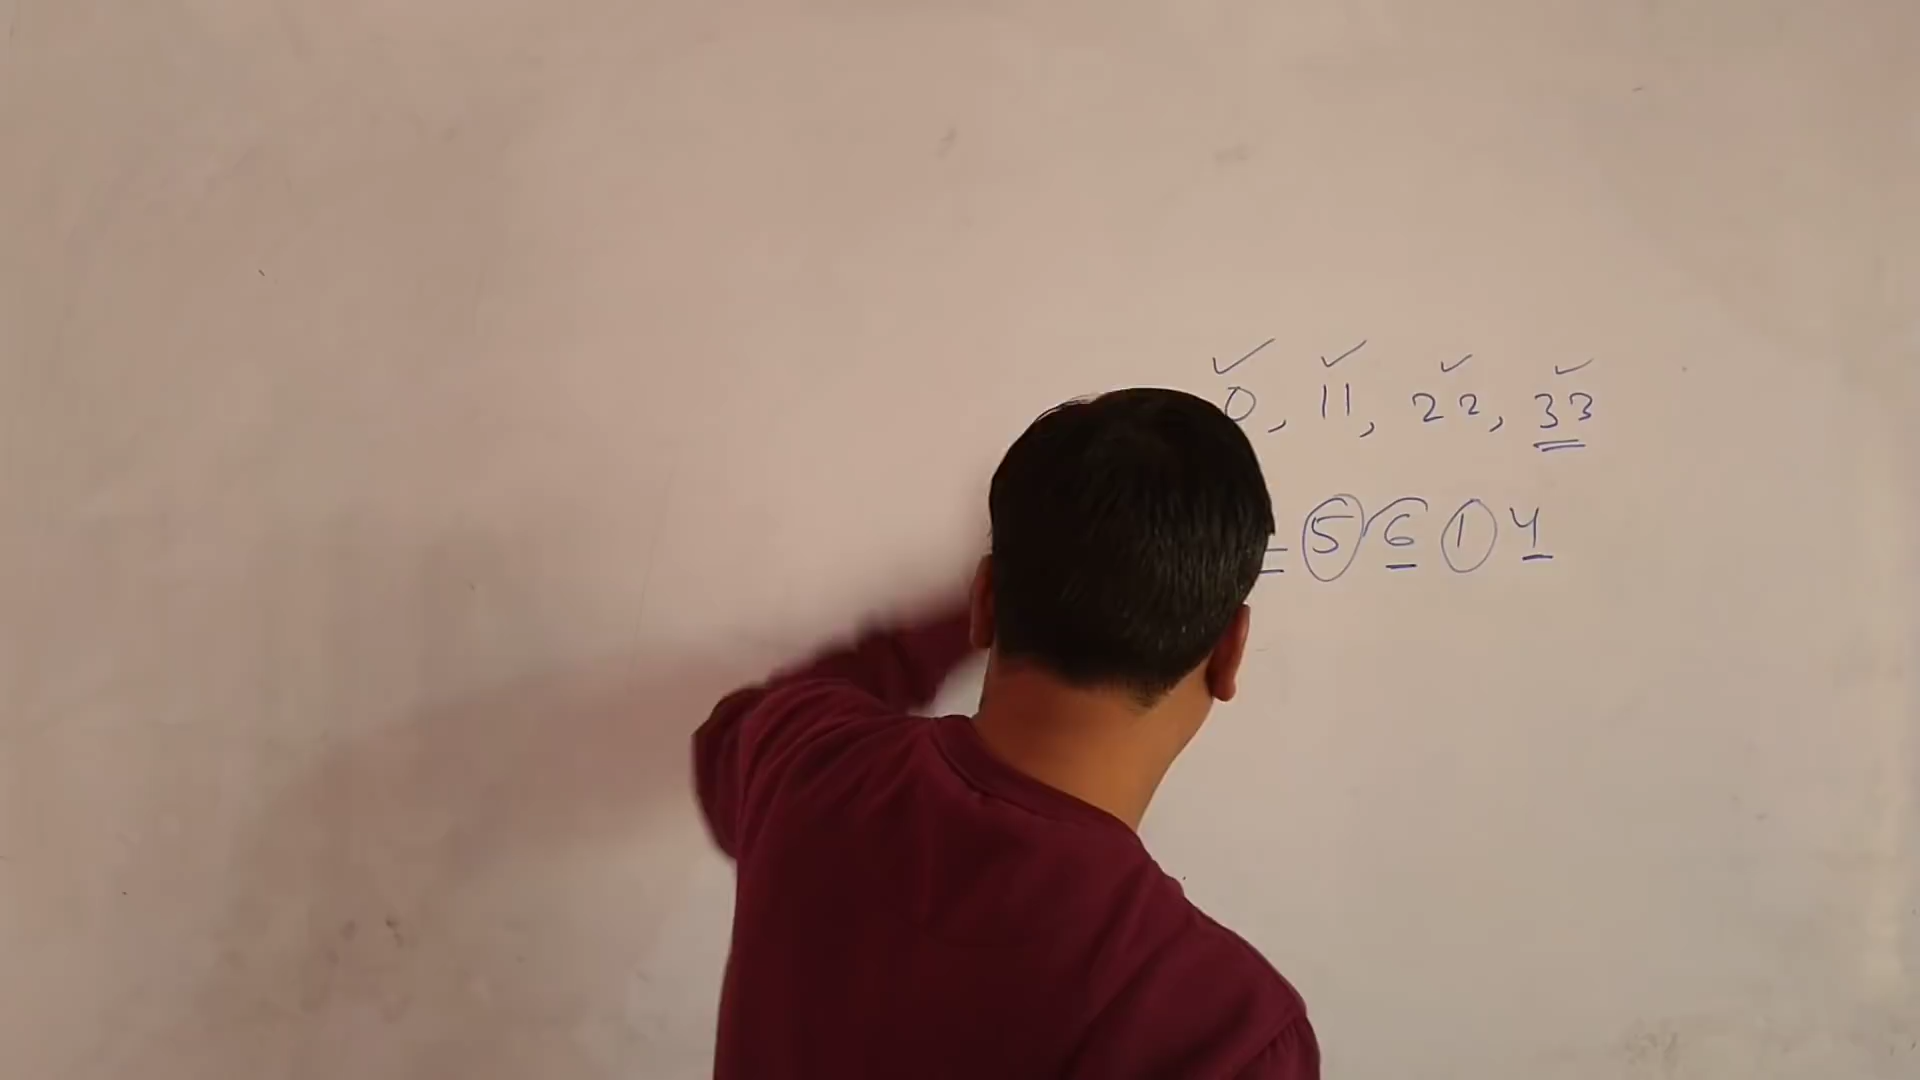 0, 11, 22, 33
= 5 6 1 4